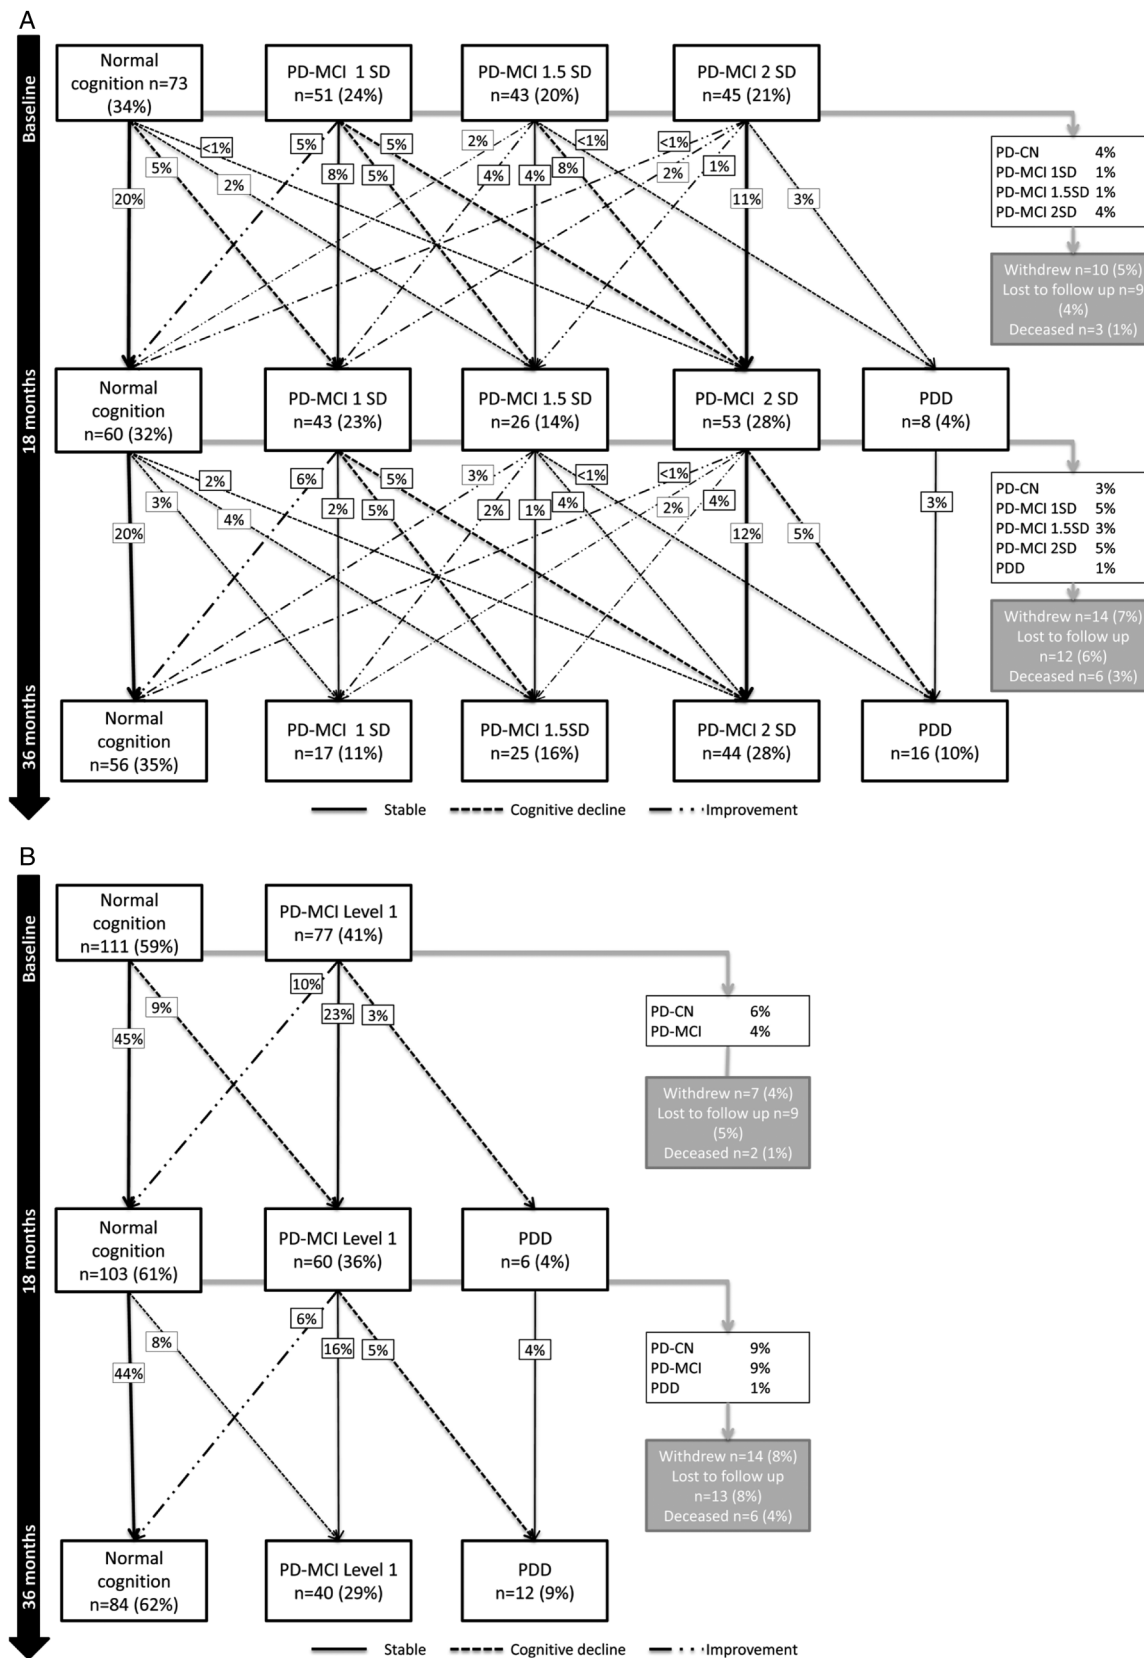 A
Baseline
18 months
36 months
Normal
cognition n=73
(34%)
PD-MCI 1 SD
n=51 (24%)
PD-MCI 1.5 SD
n=43 (20%)
PD-MCI 2 SD
n=45 (21%)
<1%
5%
2%
20%
5%
8%
5%
5%
2%
4%
4%
8%
<1%
<1%
2%
1%
11%
3%
PD-CN 4%
PD-MCI 1SD 1%
PD-MCI 1.5SD 1%
PD-MCI 2SD 4%
Withdrew n=10 (5%)
Lost to follow up n=9
(4%)
Deceased n=3 (1%)
Normal
cognition
n=60 (32%)
PD-MCI 1 SD
n=43 (23%)
PD-MCI 1.5 SD
n=26 (14%)
PD-MCI 2 SD
n=53 (28%)
PDD
n=8 (4%)
2%
3%
4%
20%
6%
2%
5%
5%
3%
2%
1%
4%
<1%
<1%
2%
4%
12%
5%
3%
PD-CN 3%
PD-MCI 1SD 5%
PD-MCI 1.5SD 3%
PD-MCI 2SD 5%
PDD 1%
Withdrew n=14 (7%)
Lost to follow up
n=12 (6%)
Deceased n=6 (3%)
Normal
cognition
n=56 (35%)
PD-MCI 1 SD
n=17 (11%)
PD-MCI 1.5SD
n=25 (16%)
PD-MCI 2 SD
n=44 (28%)
PDD
n=16 (10%)
Stable
Cognitive decline
Improvement
B
Baseline
18 months
36 months
Normal
cognition
n=111 (59%)
PD-MCI Level 1
n=77 (41%)
9%
45%
10%
23%
3%
PD-CN 6%
PD-MCI 4%
Withdrew n=7 (4%)
Lost to follow up n=9
(5%)
Deceased n=2 (1%)
Normal
cognition
n=103 (61%)
PD-MCI Level 1
n=60 (36%)
PDD
n=6 (4%)
8%
44%
6%
16%
5%
4%
PD-CN 9%
PD-MCI 9%
PDD 1%
Withdrew n=14 (8%)
Lost to follow up
n=13 (8%)
Deceased n=6 (4%)
Normal
cognition
n=84 (62%)
PD-MCI Level 1
n=40 (29%)
PDD
n=12 (9%)
Stable
Cognitive decline
Improvement